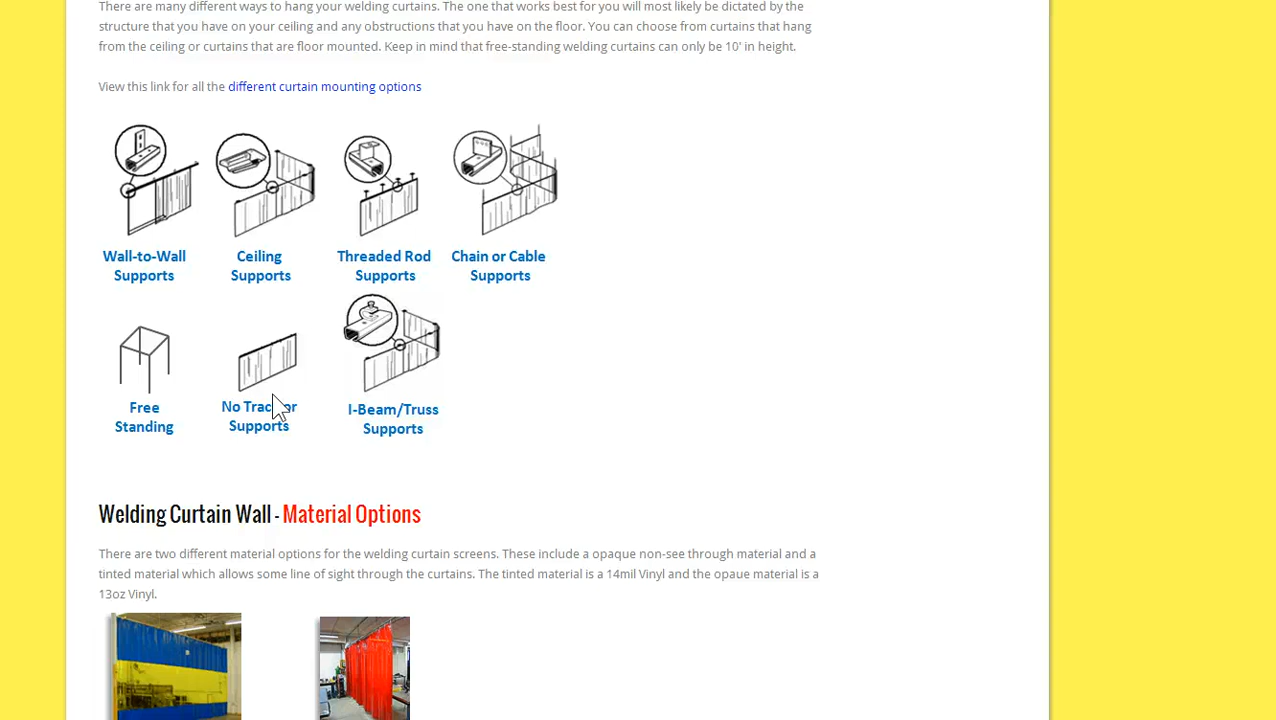 There are many different ways to hang your welding curtains. The one that works best for you will most likely be dictated by the
structure that you have on your ceiling and any obstructions that you have on the floor. You can choose from curtains that hang
from the ceiling or curtains that are floor mounted. Keep in mind that free-standing welding curtains can only be 10' in height.
View this link for all the different curtain mounting options
Wall-to-Wall
Supports
Ceiling
Supports
Threaded Rod
Supports
Chain or Cable
Supports
Free
Standing
No Track or
Supports
I-Beam/Truss
Supports
Welding Curtain Wall - Material Options
There are two different material options for the welding curtain screens. These include a opaque non-see through material and a
tinted material which allows some line of sight through the curtains. The tinted material is a 14mil Vinyl and the opaue material is a
13oz Vinyl.